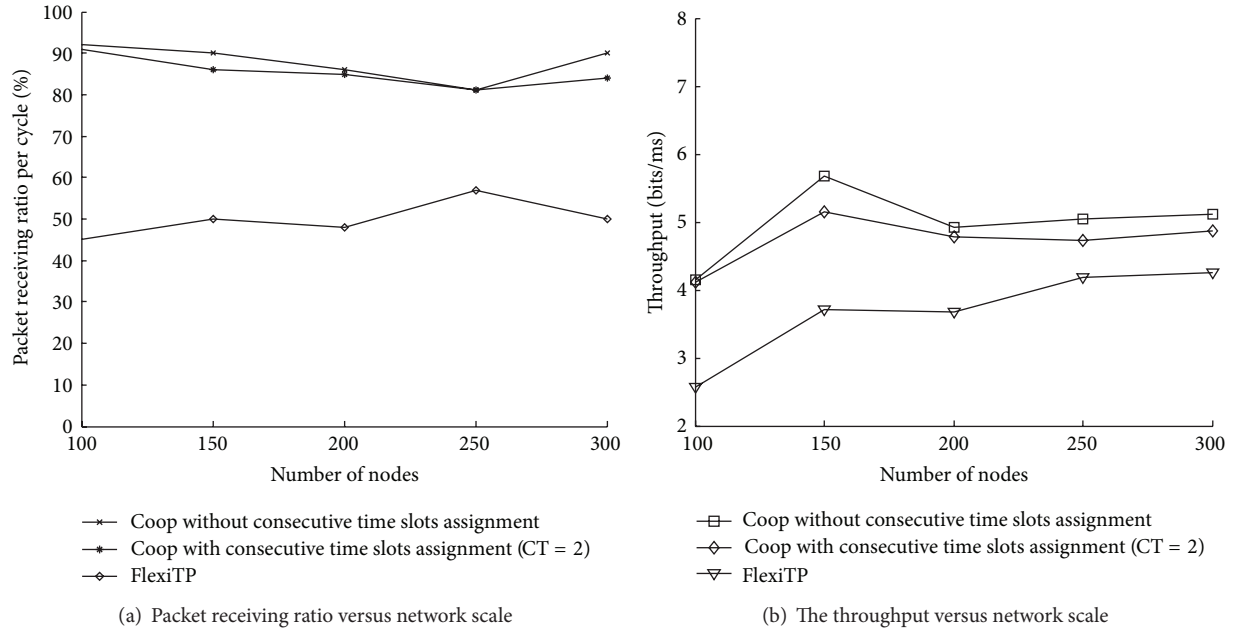 100
90
80
70
60
50
40
30
20
10
0
Packet receiving ratio per cycle (%)
100 150 200 250 300
Number of nodes
Coop without consecutive time slots assignment
Coop with consecutive time slots assignment (CT = 2)
FlexiTP
(a) Packet receiving ratio versus network scale
8
7
6
5
4
3
2
Throughput (bits/ms)
100 150 200 250 300
Number of nodes
Coop without consecutive time slots assignment
Coop with consecutive time slots assignment (CT = 2)
FlexiTP
(b) The throughput versus network scale